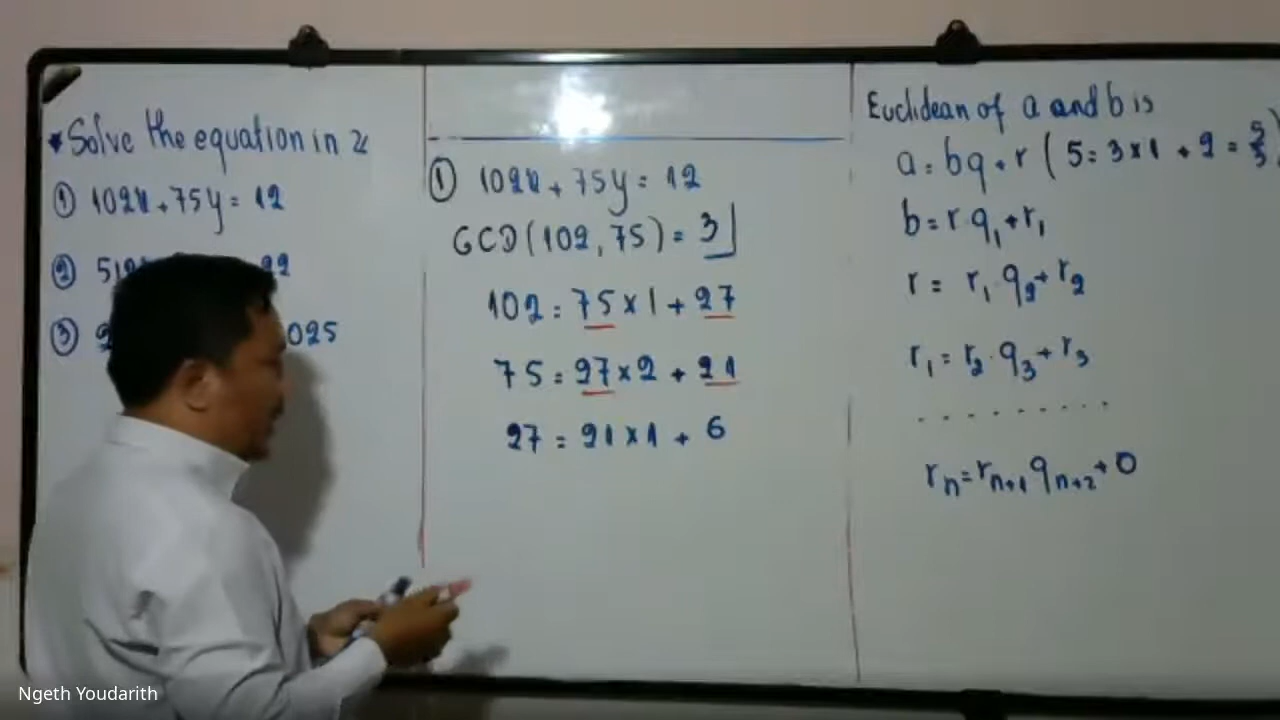 * Solve the equation in ℤ
① 102x + 75y = 12
②
③ 025
① 102x + 75y = 12
GCD(102, 75) = 3
102 = 75 x 1 + 27
75 = 27 x 2 + 21
27 = 21 x 1 + 6
Euclidean of a and b is
a = bq + r ( 5 = 3 x 1 + 2 = 5/3 )
b = r q₁ + r₁
r = r₁ q₂ + r₂
r₁ = r₂ . q₃ + r₃
. . . . . . . . .
rₙ = rₙ₊₁ qₙ₊₂ + 0
Ngeth Youdarith